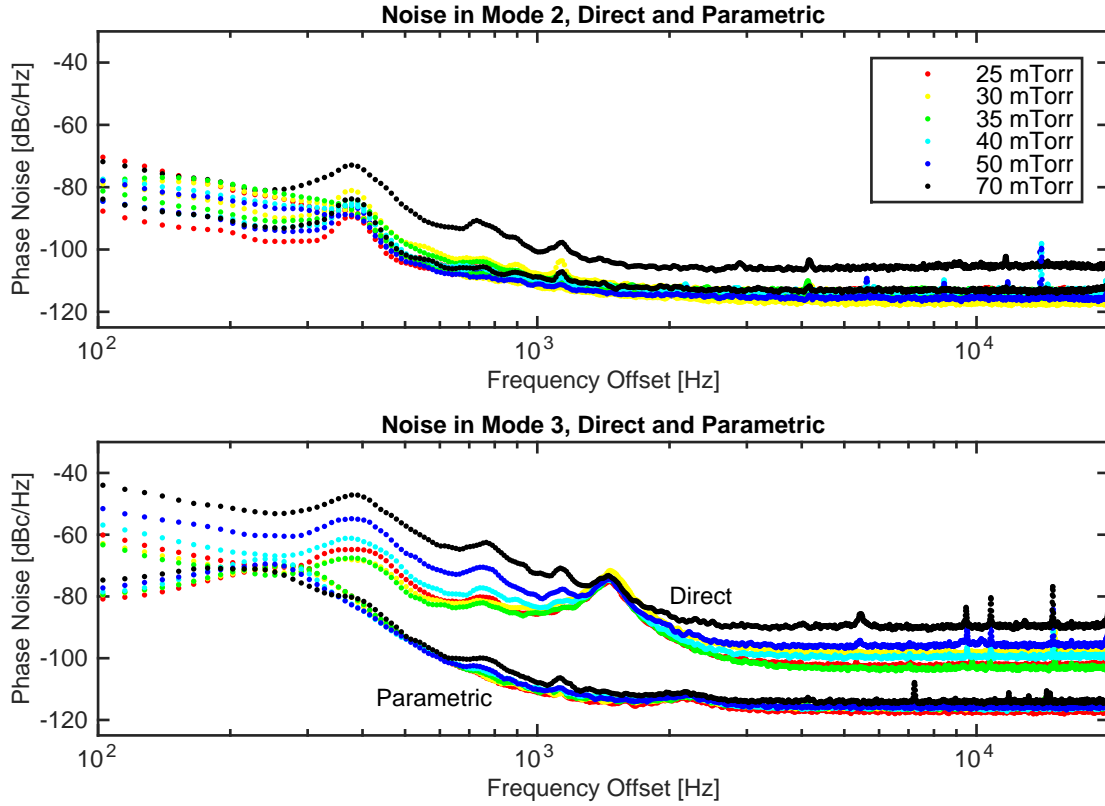 Noise in Mode 2, Direct and Parametric
Phase Noise [dBc/Hz]
-40
-60
-80
-100
-120
25 mTorr
30 mTorr
35 mTorr
40 mTorr
50 mTorr
70 mTorr
10² 10³ 10⁴
Frequency Offset [Hz]
Noise in Mode 3, Direct and Parametric
Phase Noise [dBc/Hz]
-40
-60
-80
-100
-120
Direct
Parametric
10² 10³ 10⁴
Frequency Offset [Hz]